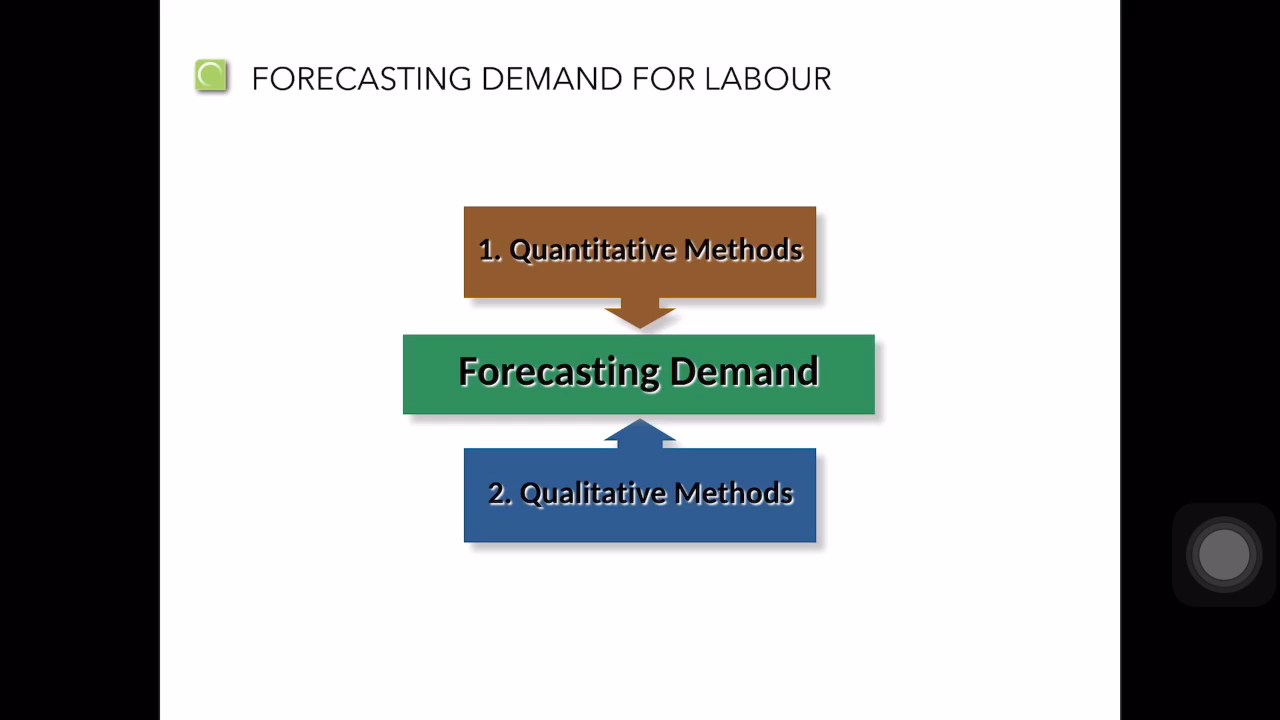 FORECASTING DEMAND FOR LABOUR
1. Quantitative Methods
Forecasting Demand
2. Qualitative Methods